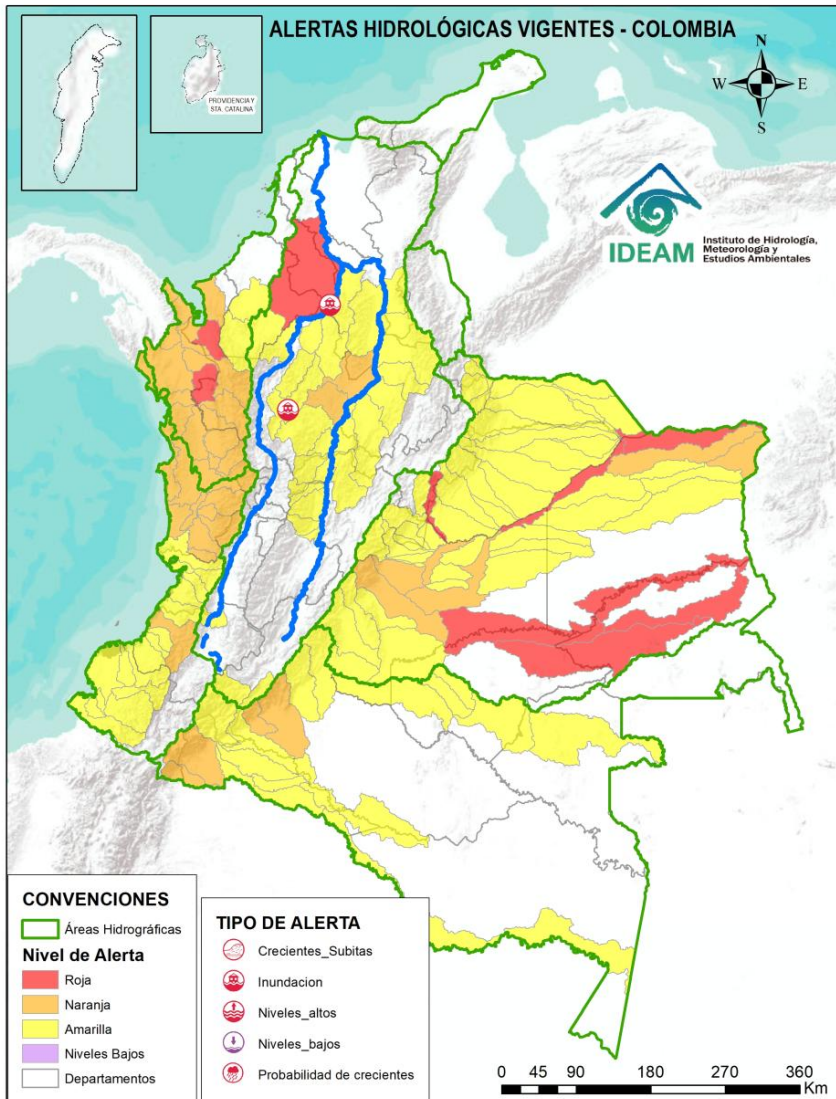 ALERTAS HIDROLÓGICAS VIGENTES - COLOMBIA
PROVIDENCIA Y
STA. CATALINA
N
W
E
S
IDEAM
Instituto de Hidrología,
Meteorología y
Estudios Ambientales
CONVENCIONES
Áreas Hidrográficas
Nivel de Alerta
Roja
Naranja
Amarilla
Niveles Bajos
Departamentos
TIPO DE ALERTA
Crecientes_Subitas
Inundacion
Niveles_altos
Niveles_bajos
Probabilidad de crecientes
0 45 90 180 270 360
Km